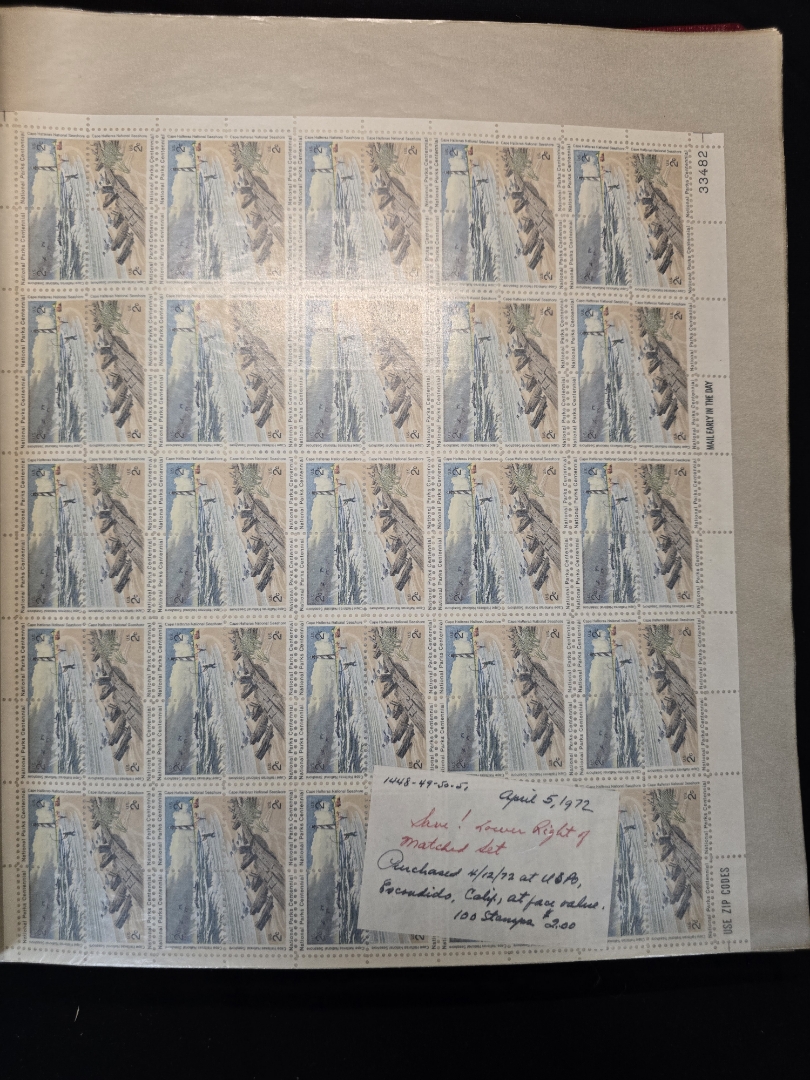 Cape Hatteras National Seashore
National Parks Centennial
US
2¢
33482
MAIL EARLY IN THE DAY
USE ZIP CODES
1448-49-50-51
April 5, 1972
Save! Lower Right of
Matched Set
Purchased 4/12/72 at USPO,
Escondido, Calif, at face value.
100 Stamps $2.00